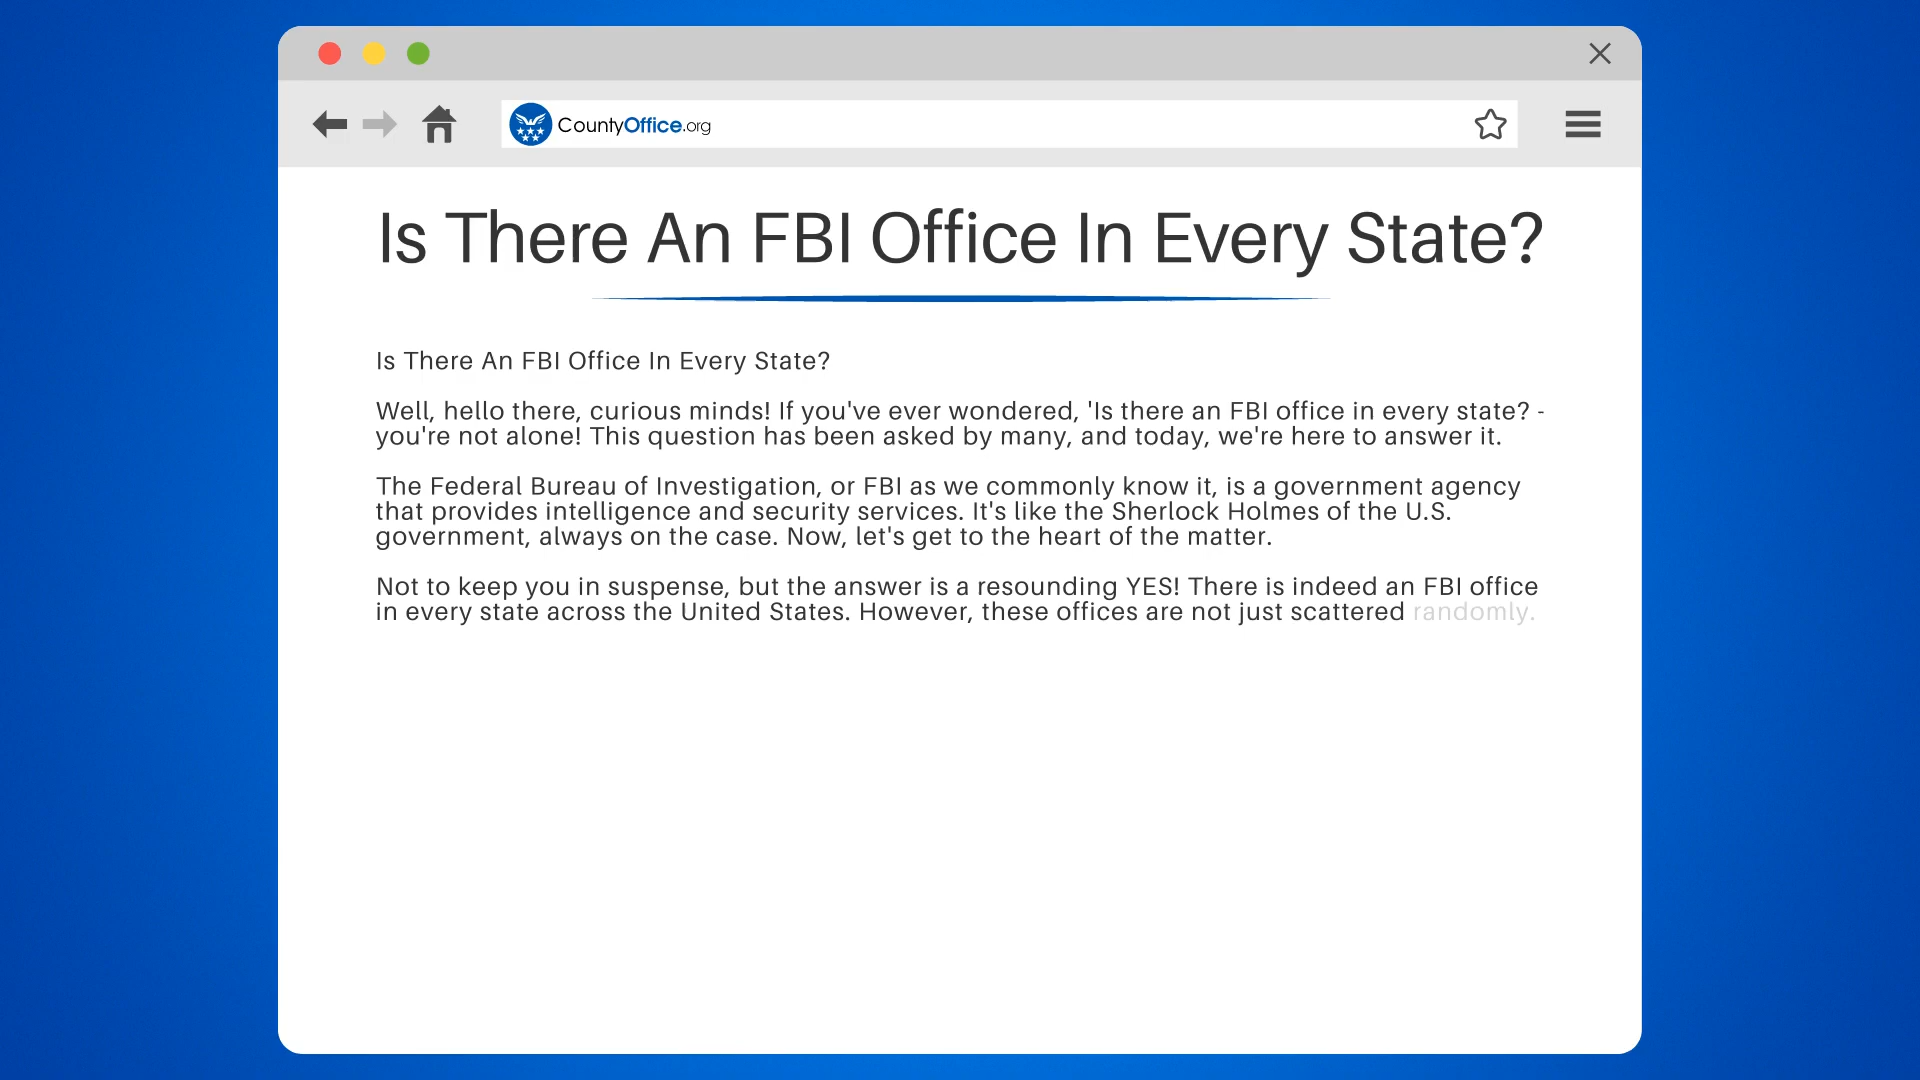 CountyOffice.org
Is There An FBI Office In Every State?
Is There An FBI Office In Every State?
Well, hello there, curious minds! If you've ever wondered, 'Is there an FBI office in every state? -
you're not alone! This question has been asked by many, and today, we're here to answer it.
The Federal Bureau of Investigation, or FBI as we commonly know it, is a government agency
that provides intelligence and security services. It's like the Sherlock Holmes of the U.S.
government, always on the case. Now, let's get to the heart of the matter.
Not to keep you in suspense, but the answer is a resounding YES! There is indeed an FBI office
in every state across the United States. However, these offices are not just scattered randomly.